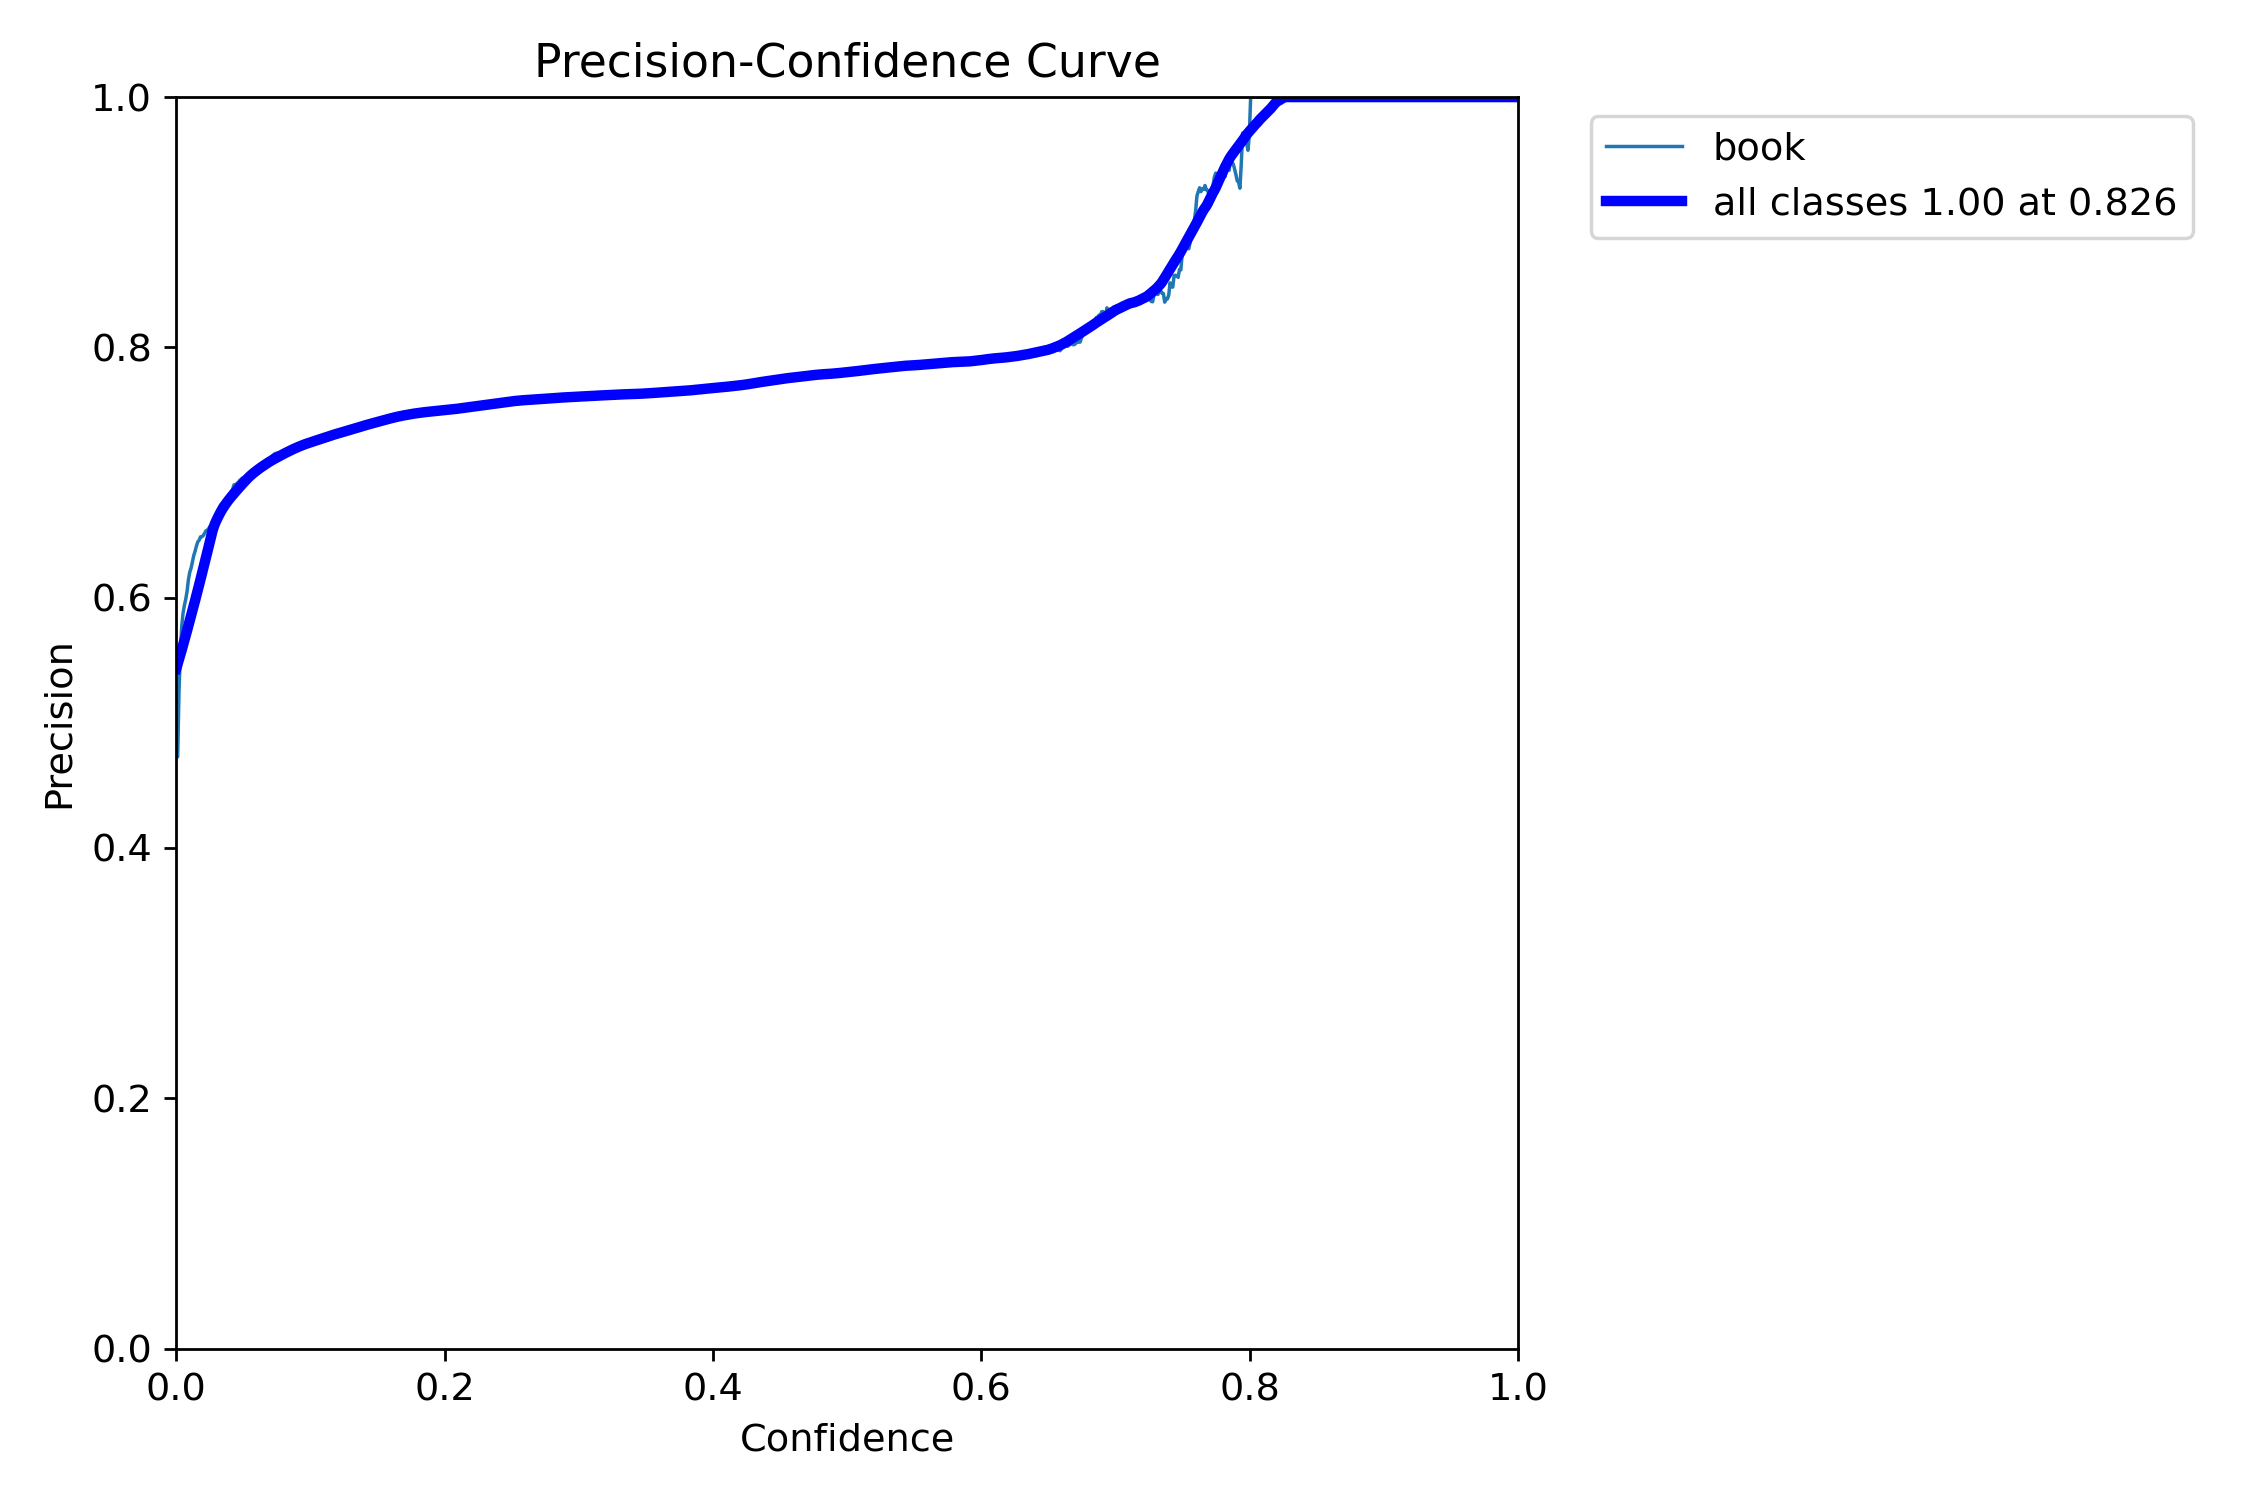 Precision-Confidence Curve
1.0
0.8
0.6
0.4
0.2
0.0
Precision
0.0 0.2 0.4 0.6 0.8 1.0
Confidence
book
all classes 1.00 at 0.826